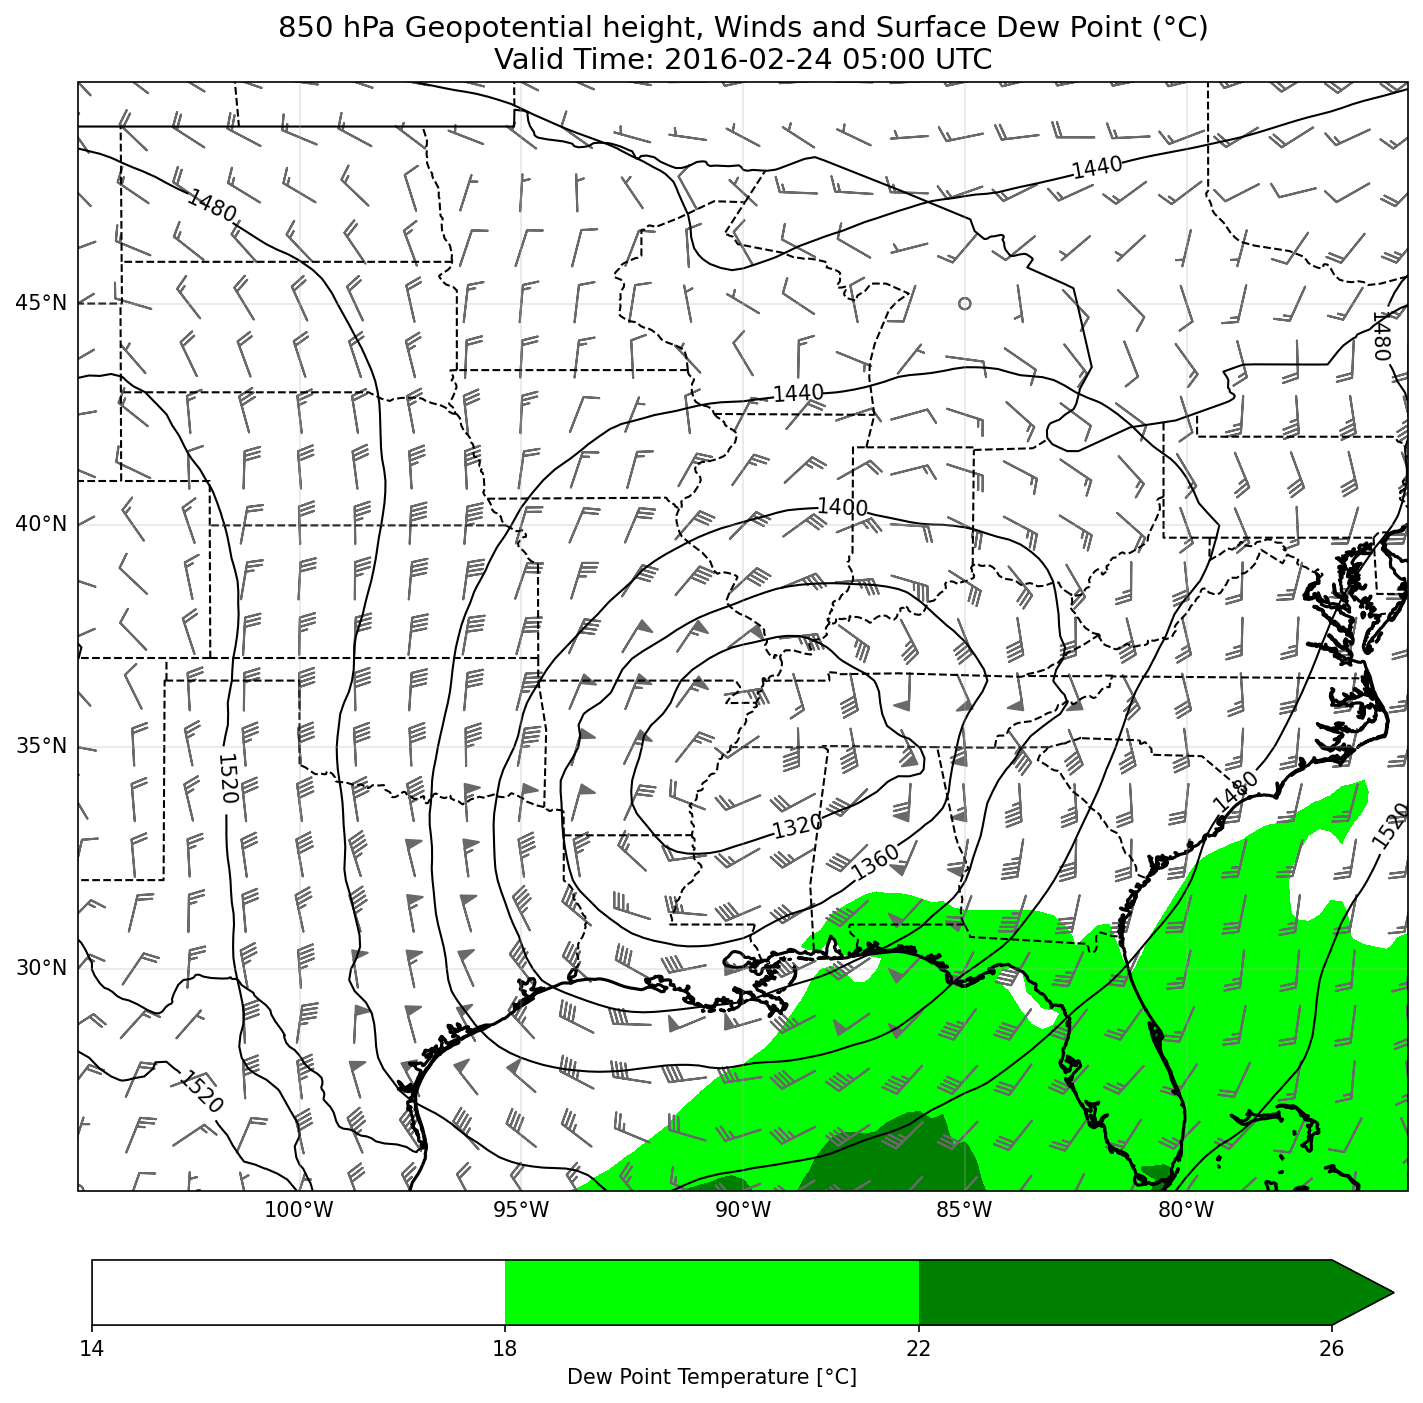 850 hPa Geopotential height, Winds and Surface Dew Point (°C)
Valid Time: 2016-02-24 05:00 UTC
1440
1480
45°N
1480
1440
1400
40°N
35°N
1520
1480
1320
1520
1360
30°N
1520
100°W 95°W 90°W 85°W 80°W
14 18 22 26
Dew Point Temperature [°C]